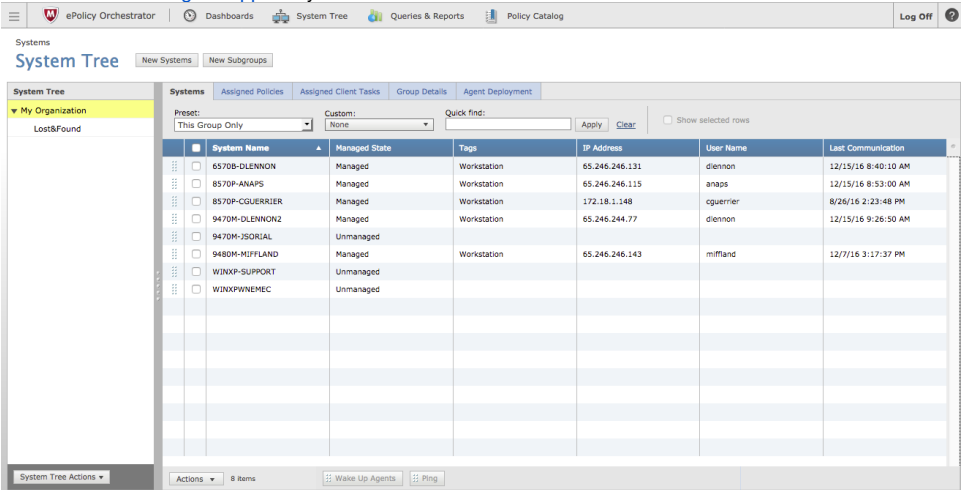 ePolicy Orchestrator Dashboards System Tree Queries & Reports Policy Catalog Log Off ?
Systems
System Tree New Systems New Subgroups
System Tree
My Organization
Lost&Found
System Tree Actions
Systems Assigned Policies Assigned Client Tasks Group Details Agent Deployment
Preset: Custom: Quick find:
This Group Only None Apply Clear Show selected rows
System Name Managed State Tags IP Address User Name Last Communication
6570B-DLENNON Managed Workstation 65.246.246.131 dlennon 12/15/16 8:40:10 AM
8570P-ANAPS Managed Workstation 65.246.246.115 anaps 12/15/16 8:53:00 AM
8570P-CGUERRIER Managed Workstation 172.18.1.148 cguerrier 8/26/16 2:23:48 PM
9470M-DLENNON2 Managed Workstation 65.246.244.77 dlennon 12/15/16 9:26:50 AM
9470M-JSORIAL Unmanaged
9480M-MIFFLAND Managed Workstation 65.246.246.143 miffland 12/7/16 3:17:37 PM
WINXP-SUPPORT Unmanaged
WINXPWNEMEC Unmanaged
Actions 8 items Wake Up Agents Ping